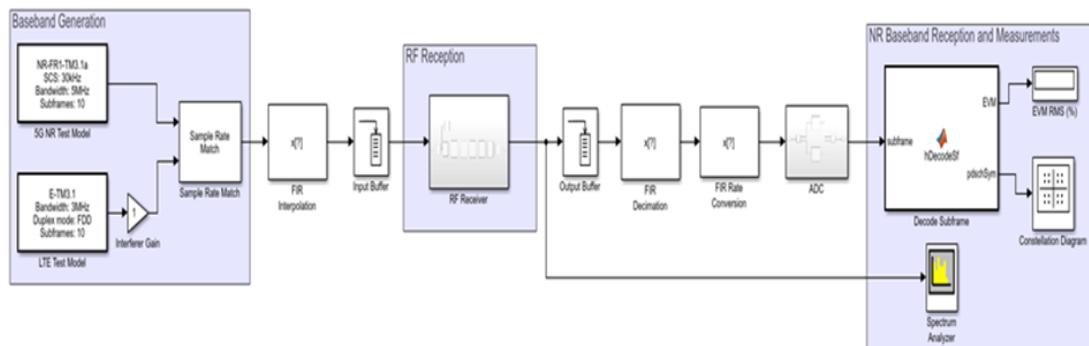 Baseband Generation
NR-FR1-TM3.1a
SCS: 30kHz
Bandwidth: 5MHz
Subframes: 10
5G NR Test Model
E-TM3.1
Bandwidth: 3MHz
Duplex mode: FDD
Subframes: 10
LTE Test Model
1
Interferer Gain
Sample Rate
Match
Sample Rate Match
x[?]
FIR
Interpolation
Input Buffer
RF Reception
RF Receiver
Output Buffer
x[?]
FIR
Decimation
x[?]
FIR Rate
Conversion
ADC
NR Baseband Reception and Measurements
subframe
hDecodeSf
EVM
pdschSym
Decode Subframe
EVM RMS (%)
Constellation Diagram
Spectrum
Analyzer